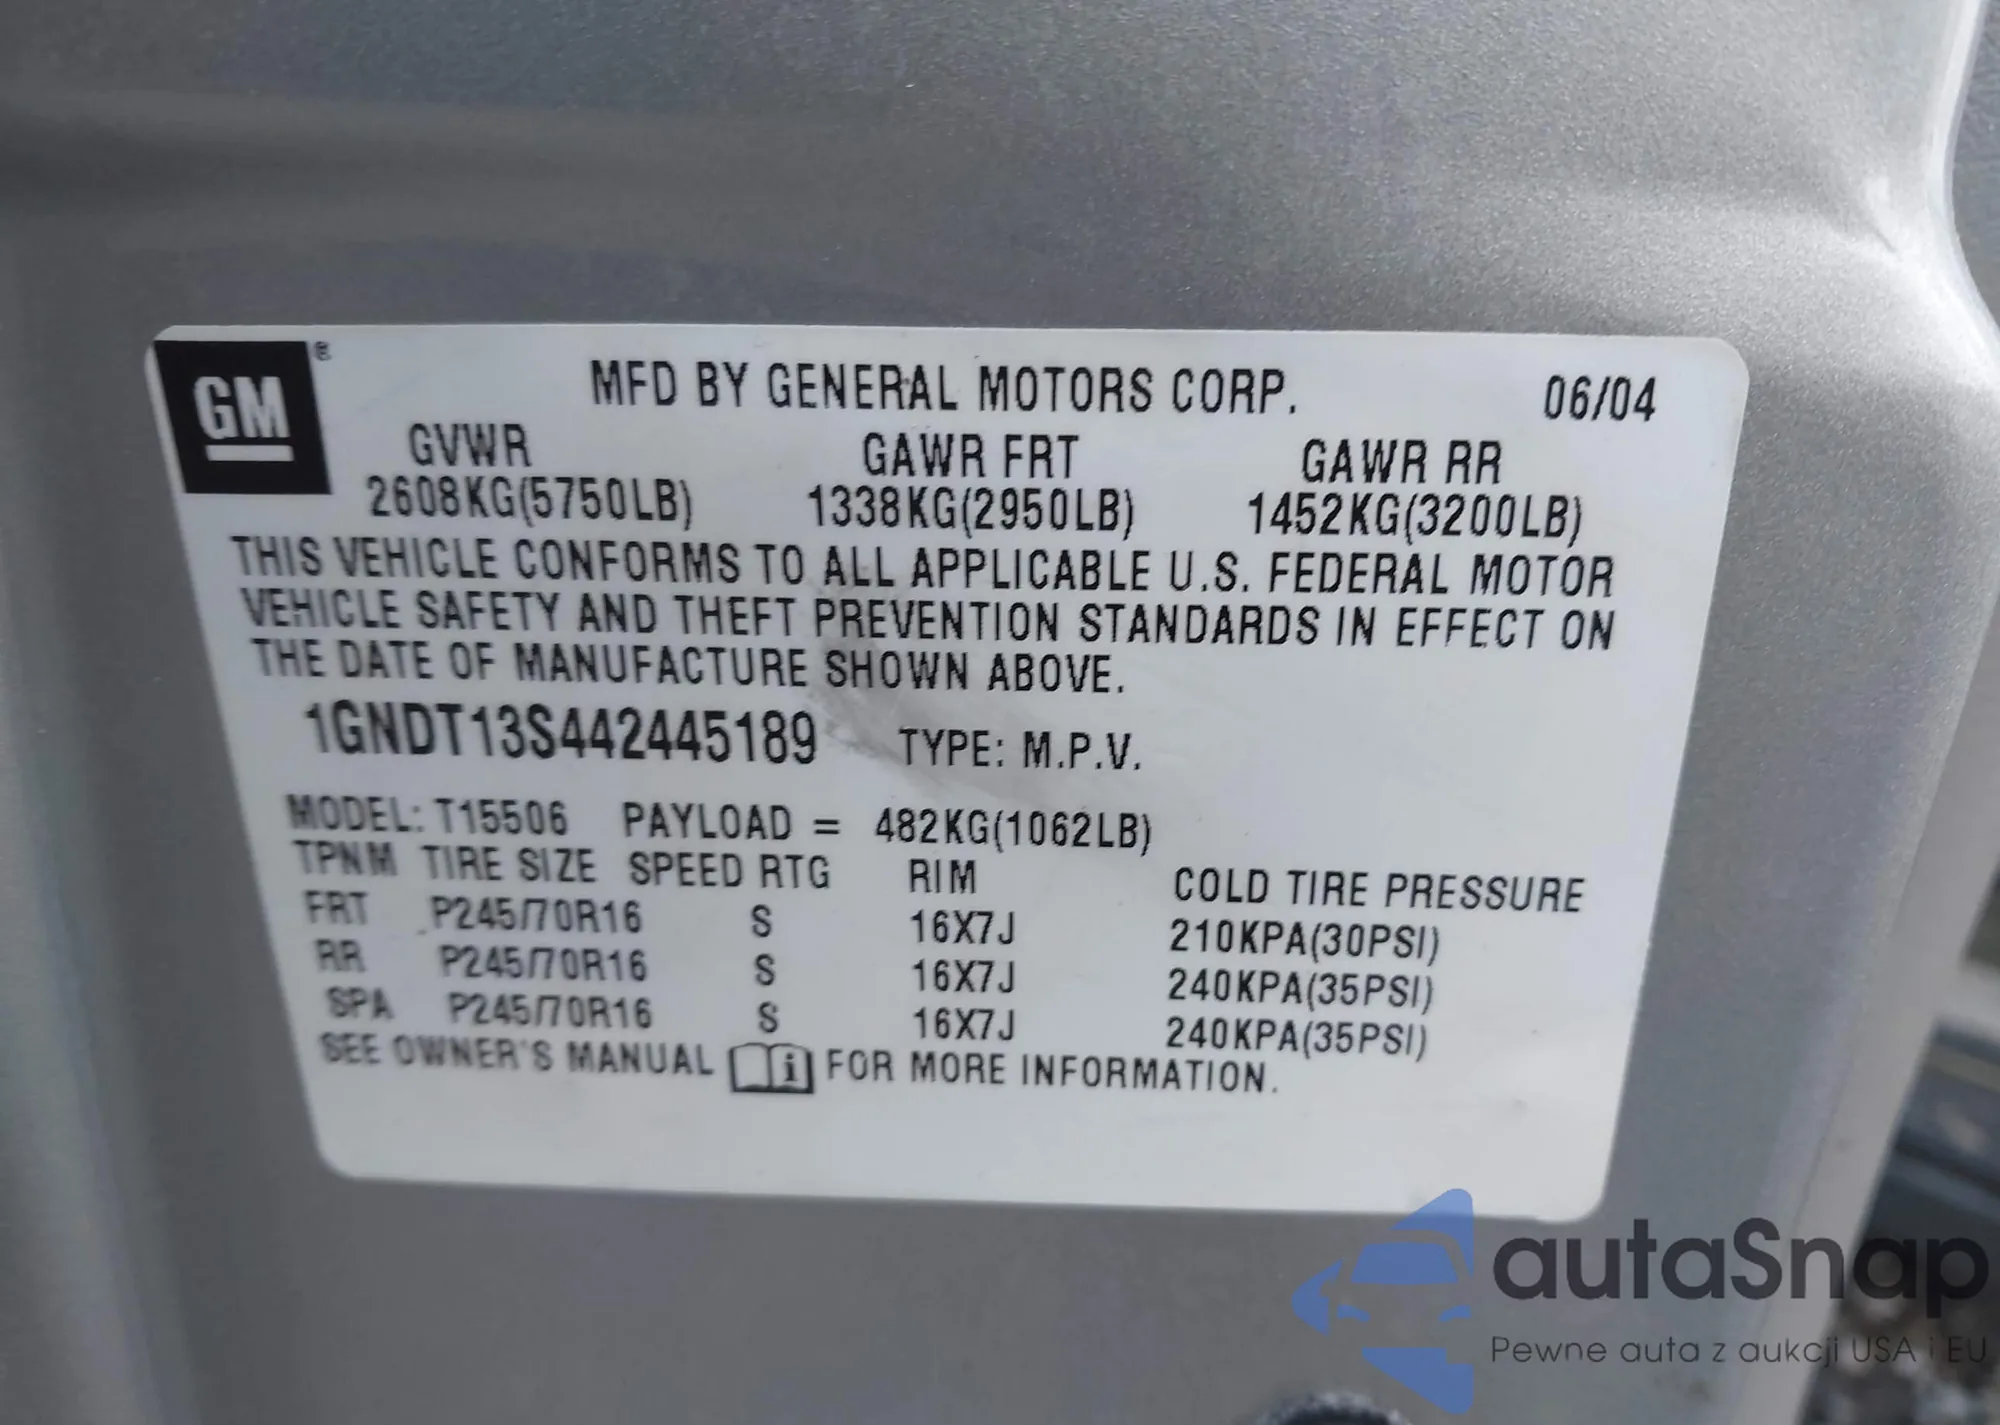 GM®
MFD BY GENERAL MOTORS CORP. 06/04
GVWR GAWR FRT GAWR RR
2608KG(5750LB) 1338KG(2950LB) 1452KG(3200LB)
THIS VEHICLE CONFORMS TO ALL APPLICABLE U.S. FEDERAL MOTOR
VEHICLE SAFETY AND THEFT PREVENTION STANDARDS IN EFFECT ON
THE DATE OF MANUFACTURE SHOWN ABOVE.
1GNDT13S442445189 TYPE: M.P.V.
MODEL: T15506 PAYLOAD = 482KG(1062LB)
TPNM TIRE SIZE SPEED RTG RIM COLD TIRE PRESSURE
FRT P245/70R16 S 16X7J 210KPA(30PSI)
RR P245/70R16 S 16X7J 240KPA(35PSI)
SPA P245/70R16 S 16X7J 240KPA(35PSI)
SEE OWNER'S MANUAL i FOR MORE INFORMATION.
autaSnap
Pewne auta z aukcji USA i EU